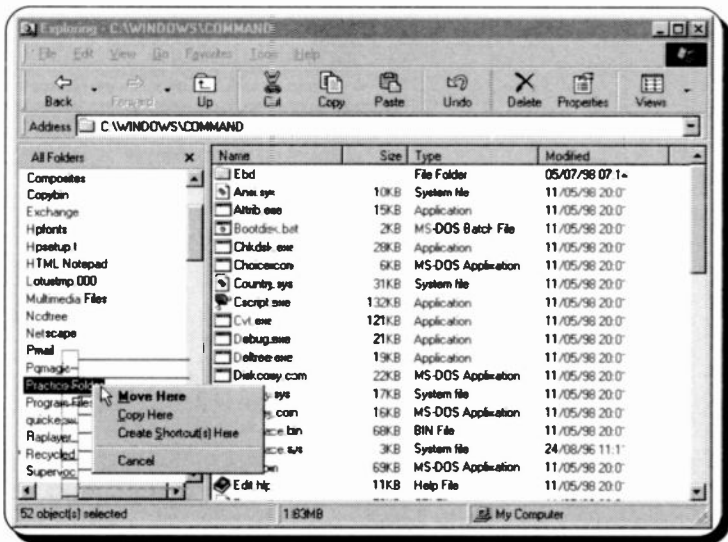 Exploring - C:\WINDOWS\COMMAND
File Edit View Go Favorites Tools Help
Back Forward Up Cut Copy Paste Undo Delete Properties Views
Address C:\WINDOWS\COMMAND
All Folders
Composites
Copybin
Exchange
Hpfonts
Hpsetup t
HTML Notepad
Lotustmp 000
Multimedia Files
Ncdtree
Netscape
Pmail
Pqmagic
Practice Folder
Program Files
Raplayer
Recycled
Supervoc
Name Size Type Modified
Ebd File Folder 05/07/98 07:1
Ansi.sys 10KB System file 11/05/98 20:0
Attrib.exe 15KB Application 11/05/98 20:0
Bootdisk.bat 2KB MS-DOS Batch File 11/05/98 20:0
Chkdsk.exe 28KB Application 11/05/98 20:0
Choice.com 6KB MS-DOS Application 11/05/98 20:0
Country.sys 31KB System file 11/05/98 20:0
Cscript.exe 132KB Application 11/05/98 20:0
Cvt.exe 121KB Application 11/05/98 20:0
Debug.exe 21KB Application 11/05/98 20:0
Deltree.exe 19KB Application 11/05/98 20:0
Diskcopy.com 22KB MS-DOS Application 11/05/98 20:0
.sys 17KB System file 11/05/98 20:0
.com 16KB MS-DOS Application 11/05/98 20:0
.bin 68KB BIN File 11/05/98 20:0
.sys 3KB System file 24/08/96 11:1
69KB MS-DOS Application 11/05/98 20:0
Edit.hlp 11KB Help File 11/05/98 20:0
Move Here
Copy Here
Create Shortcut(s) Here
Cancel
52 object(s) selected 1.63MB My Computer